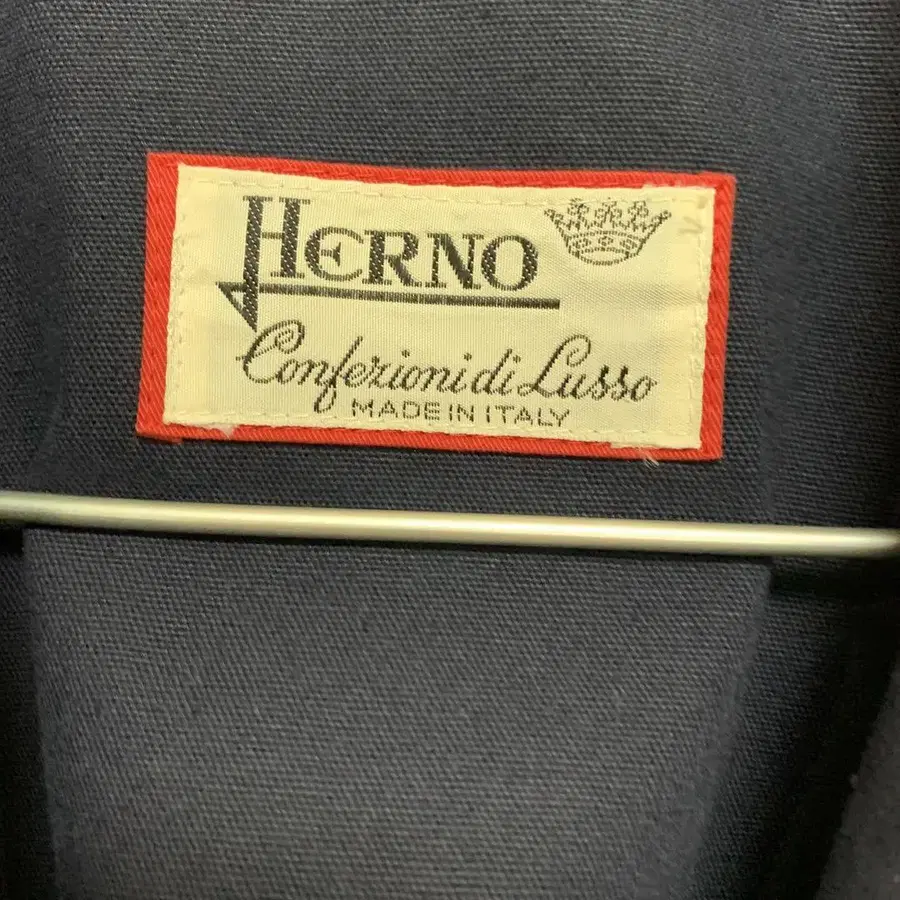 HERNO
Confezioni di Lusso
MADE IN ITALY